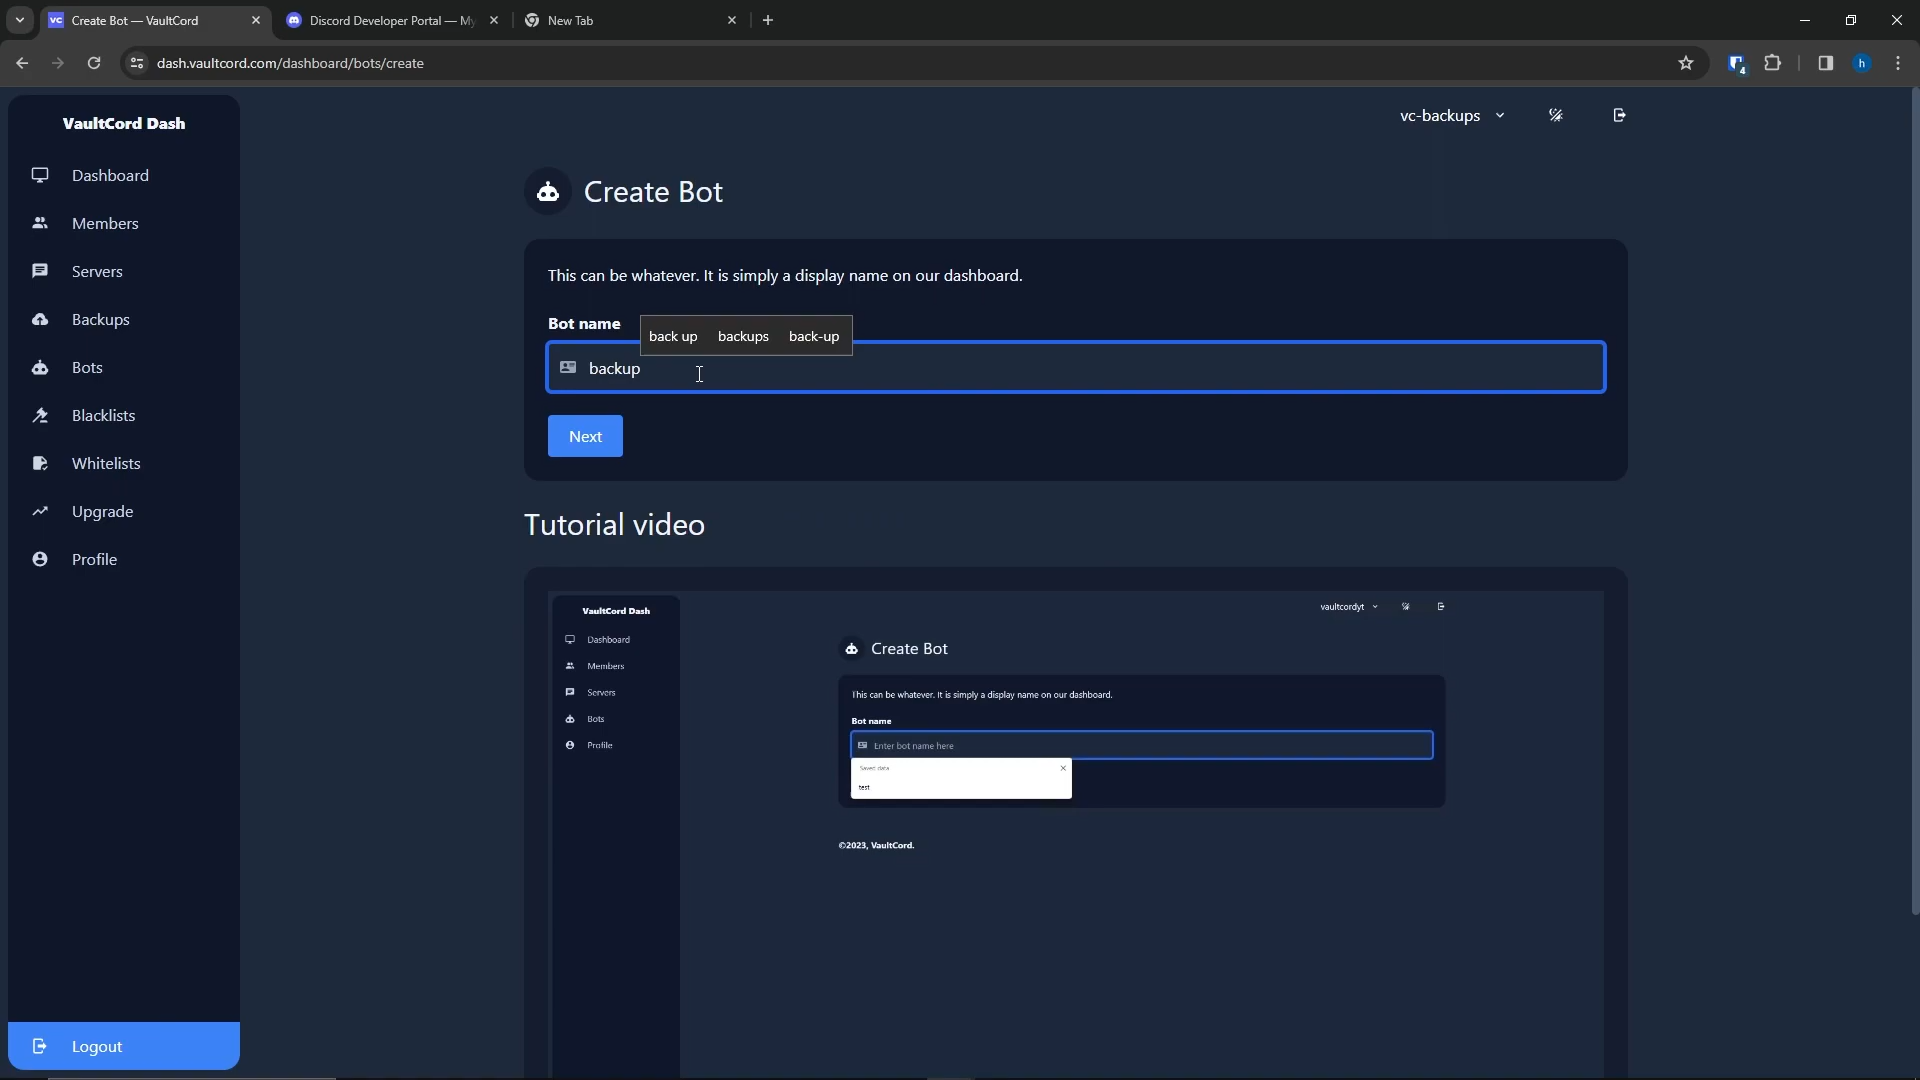 Create Bot — VaultCord
Discord Developer Portal — My
New Tab
dash.vaultcord.com/dashboard/bots/create
4
h
VaultCord Dash
vc-backups
Dashboard
Members
Servers
Backups
Bots
Blacklists
Whitelists
Upgrade
Profile
Logout
Create Bot
This can be whatever. It is simply a display name on our dashboard.
Bot name
back up backups back-up
backup
Next
Tutorial video
VaultCord Dash
vaultcordyt
Dashboard
Members
Servers
Bots
Profile
Create Bot
This can be whatever. It is simply a display name on our dashboard.
Bot name
Enter bot name here
Saved data
test
©2023, VaultCord.